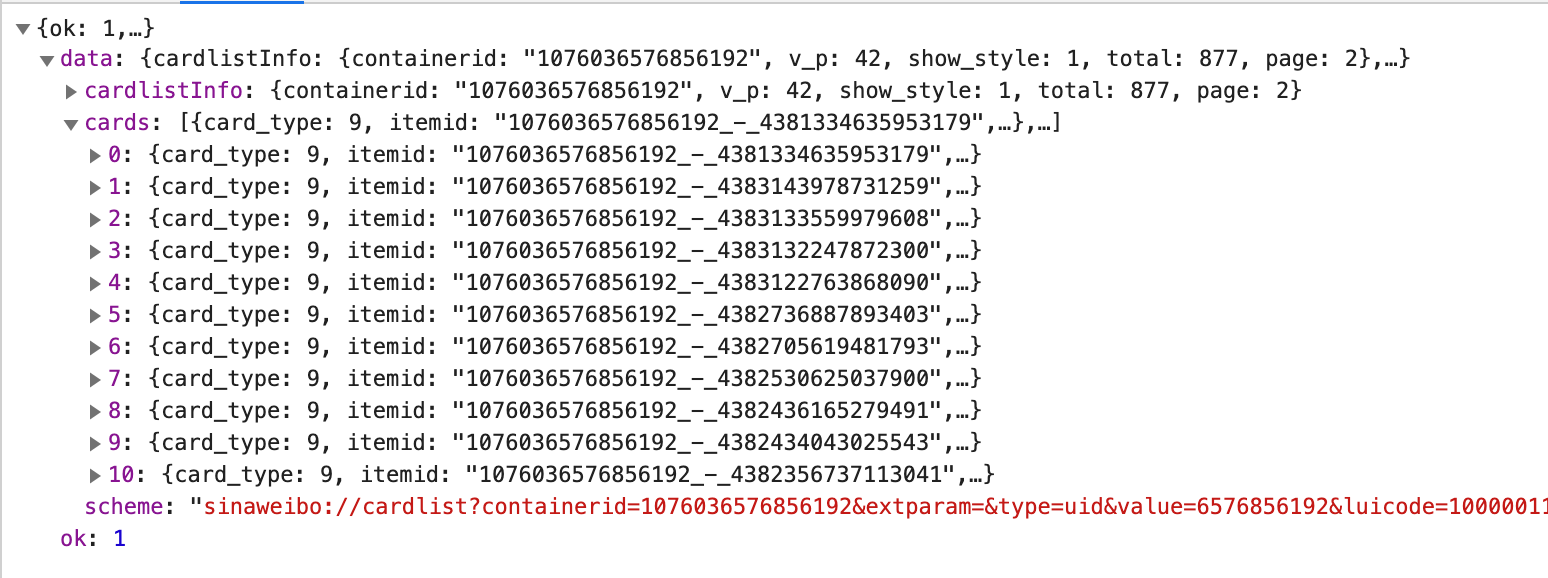 {ok: 1,…}
data: {cardlistInfo: {containerid: "1076036576856192", v_p: 42, show_style: 1, total: 877, page: 2},…}
cardlistInfo: {containerid: "1076036576856192", v_p: 42, show_style: 1, total: 877, page: 2}
cards: [{card_type: 9, itemid: "1076036576856192_-_4381334635953179",…},…]
0: {card_type: 9, itemid: "1076036576856192_-_4381334635953179",…}
1: {card_type: 9, itemid: "1076036576856192_-_4383143978731259",…}
2: {card_type: 9, itemid: "1076036576856192_-_4383133559979608",…}
3: {card_type: 9, itemid: "1076036576856192_-_4383132247872300",…}
4: {card_type: 9, itemid: "1076036576856192_-_4383122763868090",…}
5: {card_type: 9, itemid: "1076036576856192_-_4382736887893403",…}
6: {card_type: 9, itemid: "1076036576856192_-_4382705619481793",…}
7: {card_type: 9, itemid: "1076036576856192_-_4382530625037900",…}
8: {card_type: 9, itemid: "1076036576856192_-_4382436165279491",…}
9: {card_type: 9, itemid: "1076036576856192_-_4382434043025543",…}
10: {card_type: 9, itemid: "1076036576856192_-_4382356737113041",…}
scheme: "sinaweibo://cardlist?containerid=1076036576856192&extparam=&type=uid&value=6576856192&luicode=10000011
ok: 1